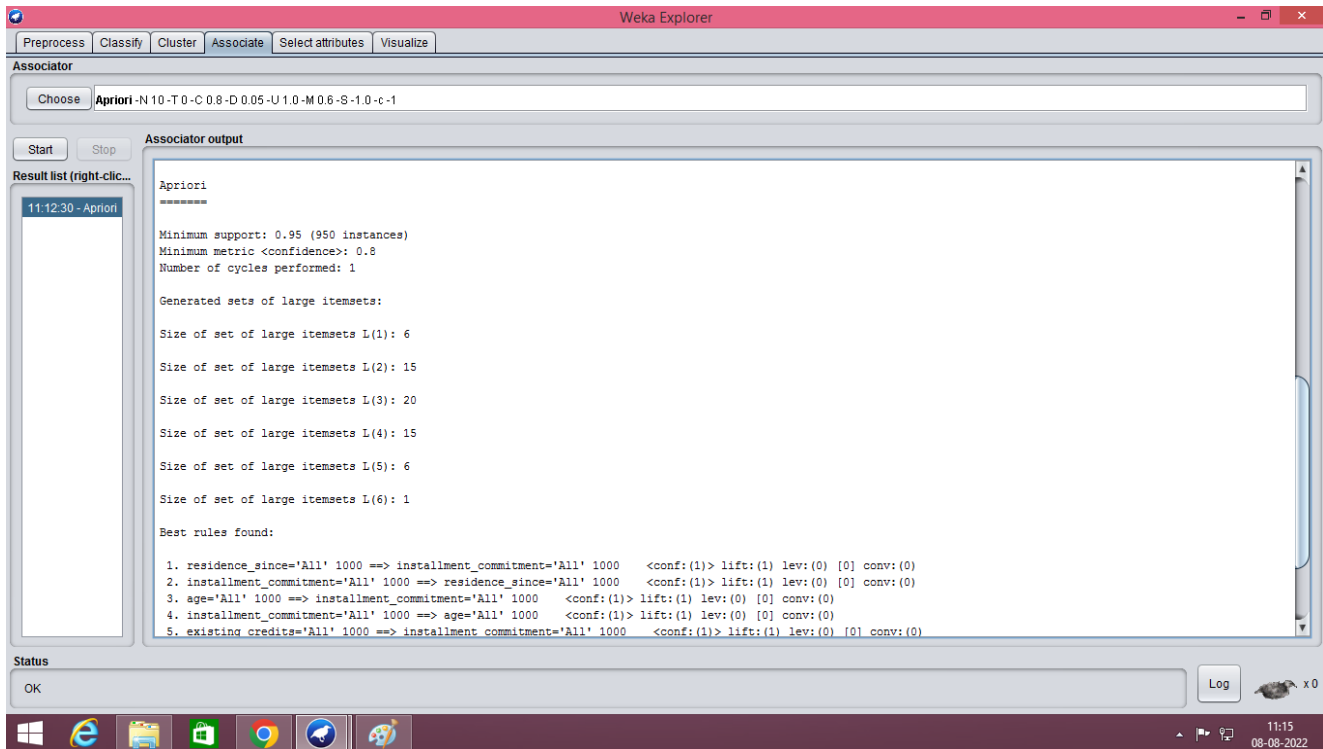 Weka Explorer
Preprocess Classify Cluster Associate Select attributes Visualize
Associator
Choose Apriori -N 10 -T 0 -C 0.8 -D 0.05 -U 1.0 -M 0.6 -S -1.0 -c -1
Start Stop
Result list (right-clic...
11:12:30 - Apriori
Associator output
Apriori
=======
Minimum support: 0.95 (950 instances)
Minimum metric <confidence>: 0.8
Number of cycles performed: 1
Generated sets of large itemsets:
Size of set of large itemsets L(1): 6
Size of set of large itemsets L(2): 15
Size of set of large itemsets L(3): 20
Size of set of large itemsets L(4): 15
Size of set of large itemsets L(5): 6
Size of set of large itemsets L(6): 1
Best rules found:
1. residence_since='All' 1000 ==> installment_commitment='All' 1000 <conf:(1)> lift:(1) lev:(0) [0] conv:(0)
2. installment_commitment='All' 1000 ==> residence_since='All' 1000 <conf:(1)> lift:(1) lev:(0) [0] conv:(0)
3. age='All' 1000 ==> installment_commitment='All' 1000 <conf:(1)> lift:(1) lev:(0) [0] conv:(0)
4. installment_commitment='All' 1000 ==> age='All' 1000 <conf:(1)> lift:(1) lev:(0) [0] conv:(0)
5. existing_credits='All' 1000 ==> installment_commitment='All' 1000 <conf:(1)> lift:(1) lev:(0) [0] conv:(0)
Status
OK
Log
x 0
11:15
08-08-2022